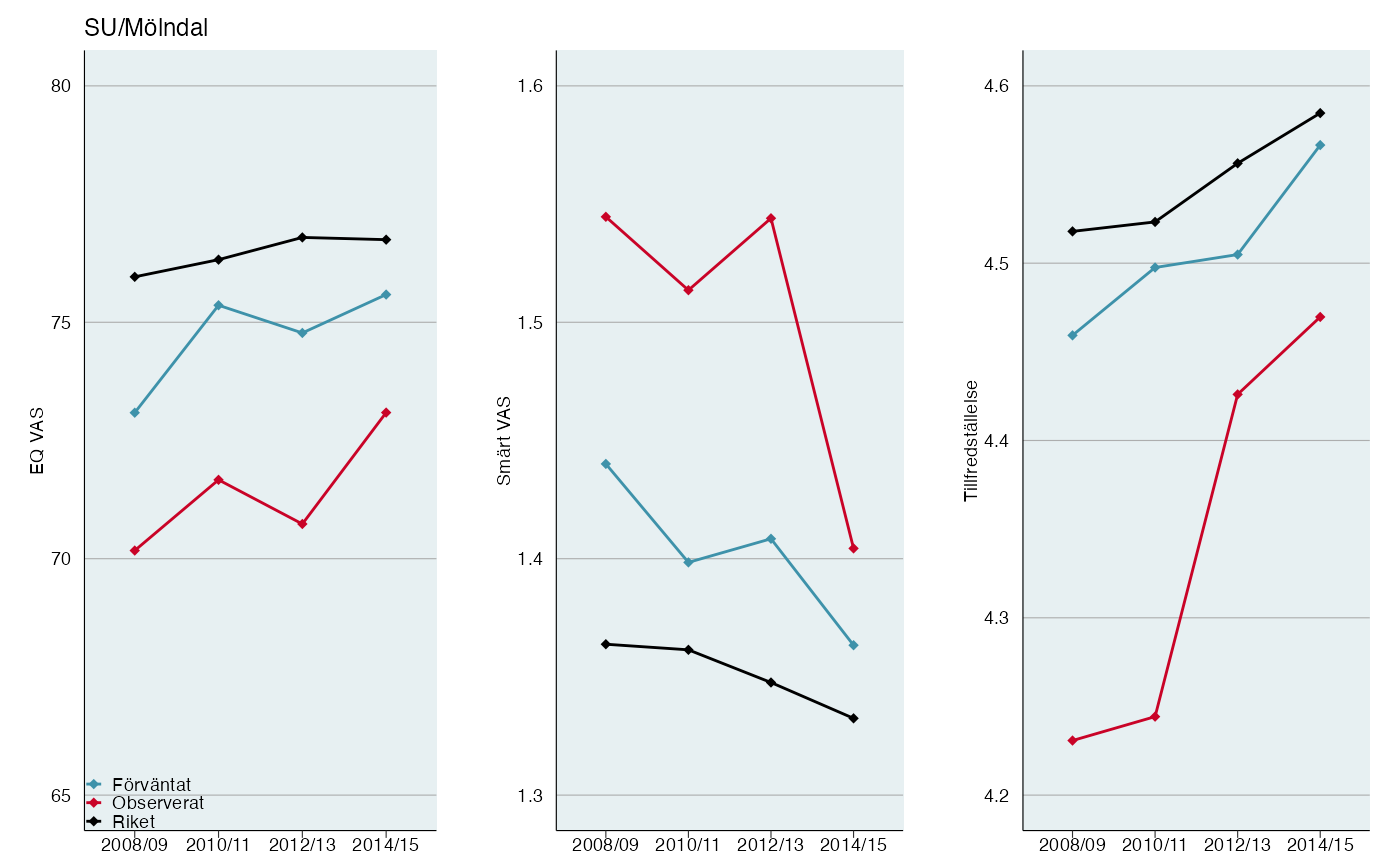 SU/Mölndal
EQ VAS
80
75
70
65
Förväntat
Observerat
Riket
2008/09 2010/11 2012/13 2014/15
Smärt VAS
1.6
1.5
1.4
1.3
2008/09 2010/11 2012/13 2014/15
Tillfredställelse
4.6
4.5
4.4
4.3
4.2
2008/09 2010/11 2012/13 2014/15